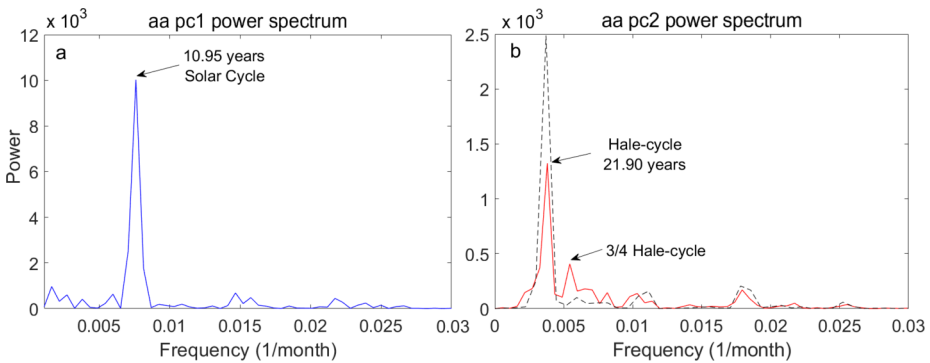 x 10³
aa pc1 power spectrum
a
10.95 years
Solar Cycle
12
10
8
6
4
2
0
Power
0.005
0.01
0.015
0.02
0.025
0.03
Frequency (1/month)
x 10³
aa pc2 power spectrum
b
Hale-cycle
21.90 years
3/4 Hale-cycle
2.5
2
1.5
1
0.5
0
0
0.005
0.01
0.015
0.02
0.025
0.03
Frequency (1/month)